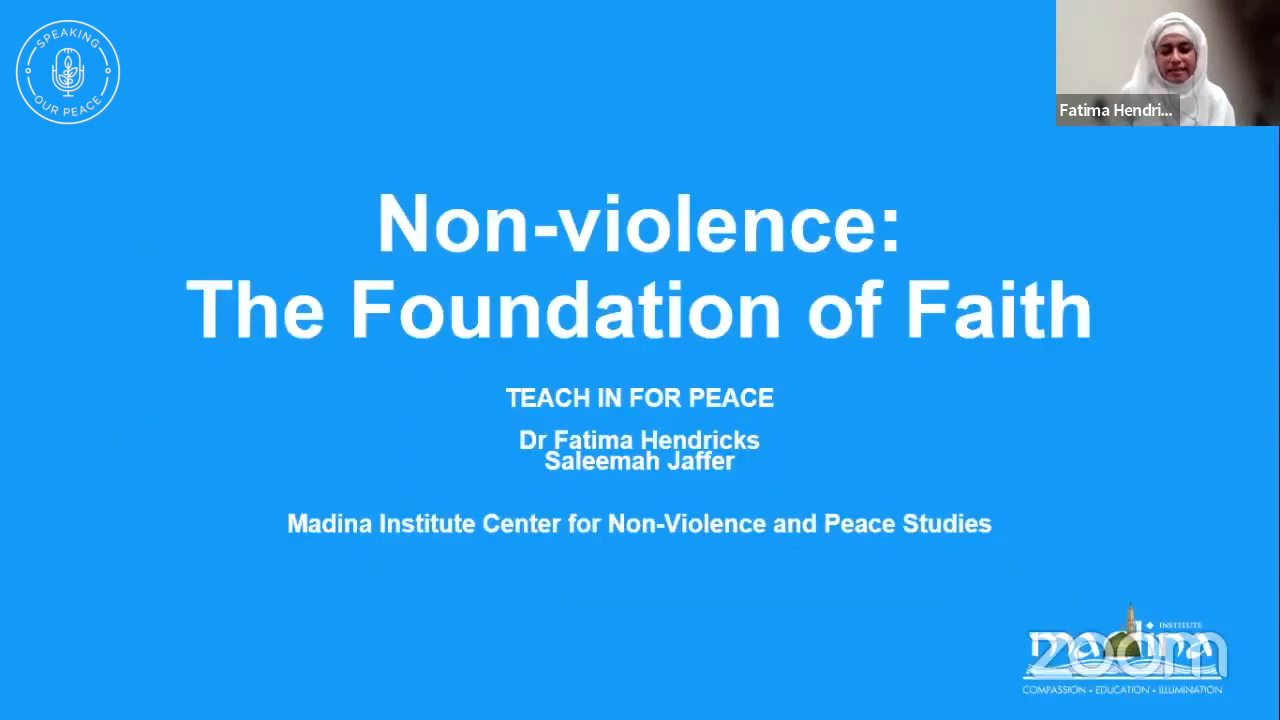 SPEAKING
OUR PEACE
Fatima Hendri...
Non-violence:
The Foundation of Faith
TEACH IN FOR PEACE
Dr Fatima Hendricks
Saleemah Jaffer
Madina Institute Center for Non-Violence and Peace Studies
INSTITUTE
madina
zoom
COMPASSION • EDUCATION • ILLUMINATION